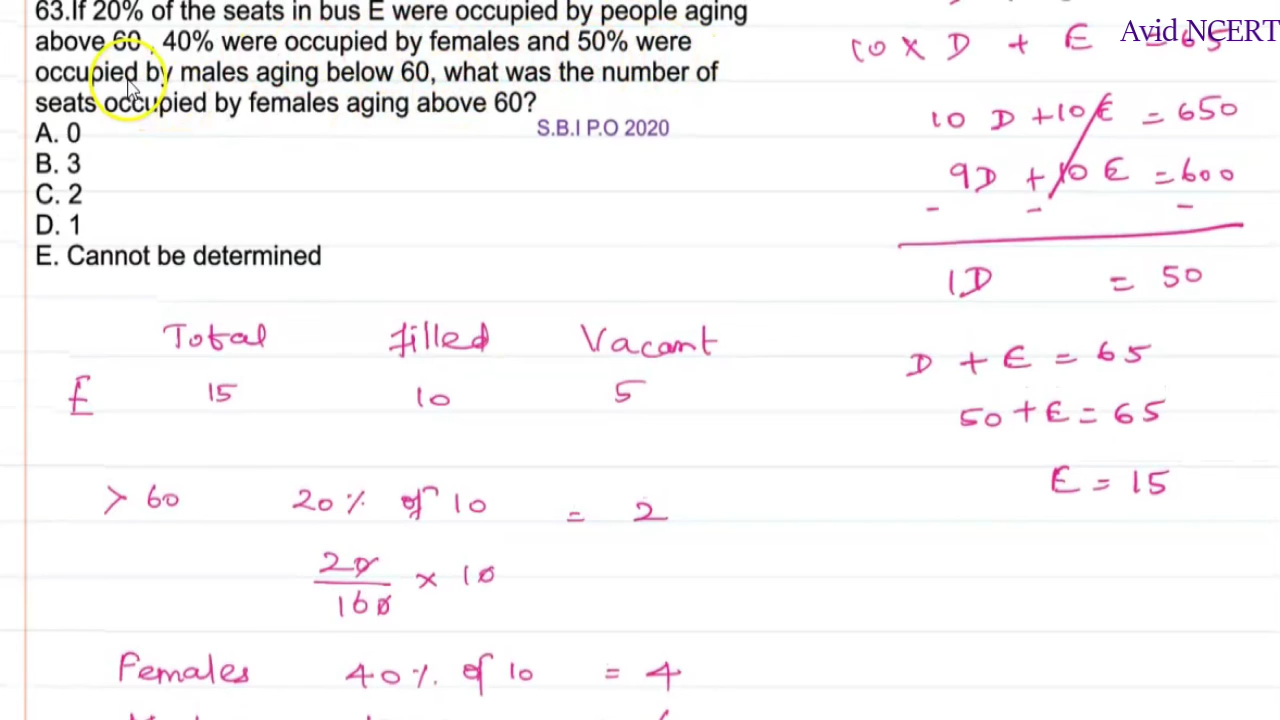 63.If 20% of the seats in bus E were occupied by people aging
above 60 , 40% were occupied by females and 50% were
occupied by males aging below 60, what was the number of
seats occupied by females aging above 60?
S.B.I P.O 2020
A. 0
B. 3
C. 2
D. 1
E. Cannot be determined
Total filled Vacant
E 15 10 5
> 60 20% of 10 = 2
20/100 × 10
Females 40% of 10 = 4
Avid NCERT
10 × D + E = 65
10 D + 10 E = 650
9D + 10 E = 600
- - -
1D = 50
D + E = 65
50 + E = 65
E = 15